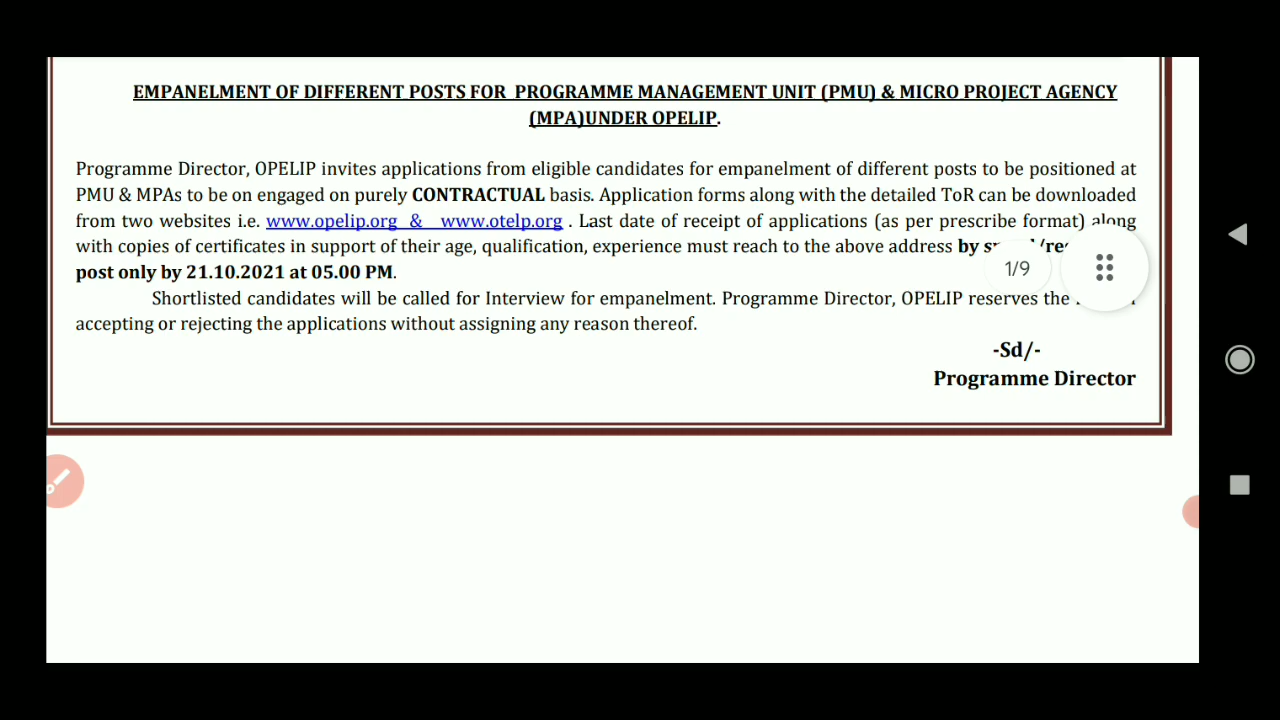 EMPANELMENT OF DIFFERENT POSTS FOR PROGRAMME MANAGEMENT UNIT (PMU) & MICRO PROJECT AGENCY
(MPA)UNDER OPELIP.
Programme Director, OPELIP invites applications from eligible candidates for empanelment of different posts to be positioned at
PMU & MPAs to be on engaged on purely CONTRACTUAL basis. Application forms along with the detailed ToR can be downloaded
from two websites i.e. www.opelip.org & www.otelp.org . Last date of receipt of applications (as per prescribe format) along
with copies of certificates in support of their age, qualification, experience must reach to the above address by
post only by 21.10.2021 at 05.00 PM.
1/9
Shortlisted candidates will be called for Interview for empanelment. Programme Director, OPELIP reserves the
accepting or rejecting the applications without assigning any reason thereof.
-Sd/-
Programme Director